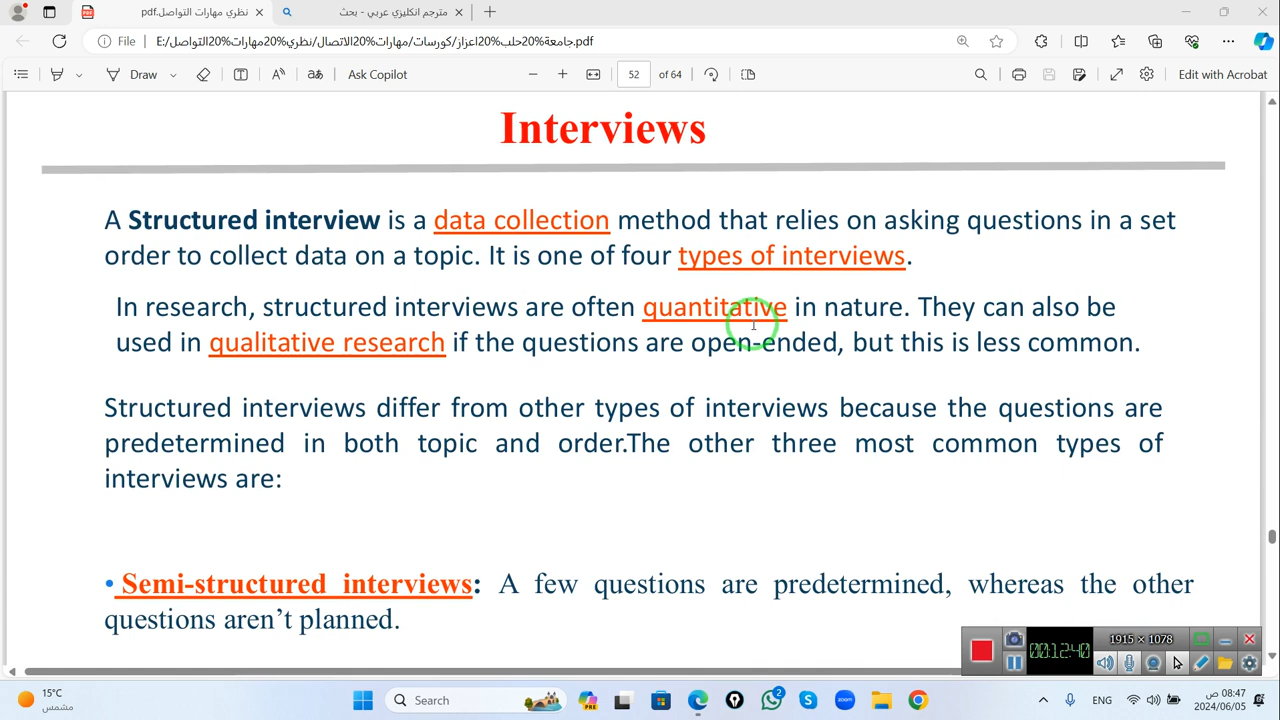 نظري مهارات التواصل.pdf
مترجم انكليزي عربي - بحث
File
E:/جامعة%20حلب%20اعزاز/كورسات/مهارات%20الاتصال/نظري%20مهارات%20التواصل.pdf
Draw
Ask Copilot
52 of 64
Edit with Acrobat
Interviews
A Structured interview is a data collection method that relies on asking questions in a set
order to collect data on a topic. It is one of four types of interviews.
In research, structured interviews are often quantitative in nature. They can also be
used in qualitative research if the questions are open-ended, but this is less common.
Structured interviews differ from other types of interviews because the questions are
predetermined in both topic and order.The other three most common types of
interviews are:
• Semi-structured interviews: A few questions are predetermined, whereas the other
questions aren’t planned.
1915 × 1078
00:12:40
15°C
مشمس
Search
PRE
2
ENG
08:47 ص
2024/06/05